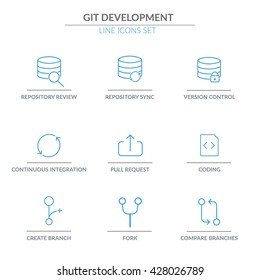 GIT DEVELOPMENT
LINE ICONS SET
REPOSITORY REVIEW REPOSITORY SYNC VERSION CONTROL
CONTINUOUS INTEGRATION PULL REQUEST CODING
CREATE BRANCH FORK COMPARE BRANCHES
shutterstock.com · 428026789